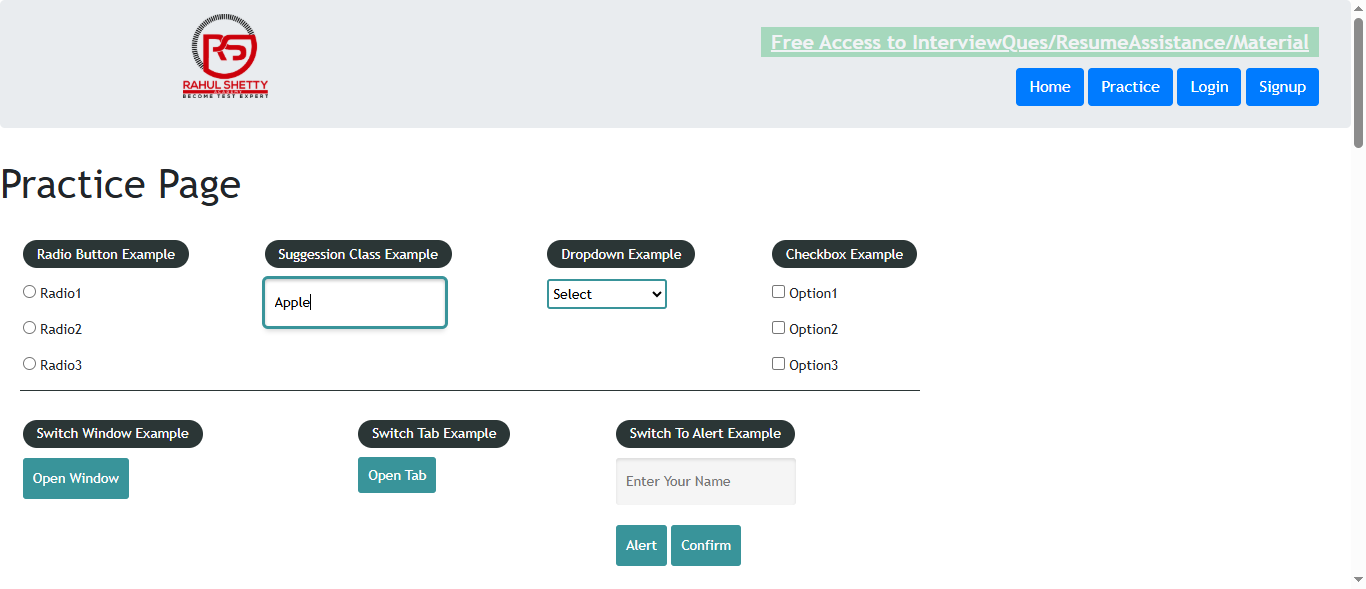 RS
RAHUL SHETTY
ACADEMY
BECOME TEST EXPERT
Free Access to InterviewQues/ResumeAssistance/Material
Home Practice Login Signup
Practice Page
Radio Button Example Suggession Class Example Dropdown Example Checkbox Example
Radio1 Apple Select Option1
Radio2 Option2
Radio3 Option3
Switch Window Example Switch Tab Example Switch To Alert Example
Open Window Open Tab Enter Your Name
Alert Confirm